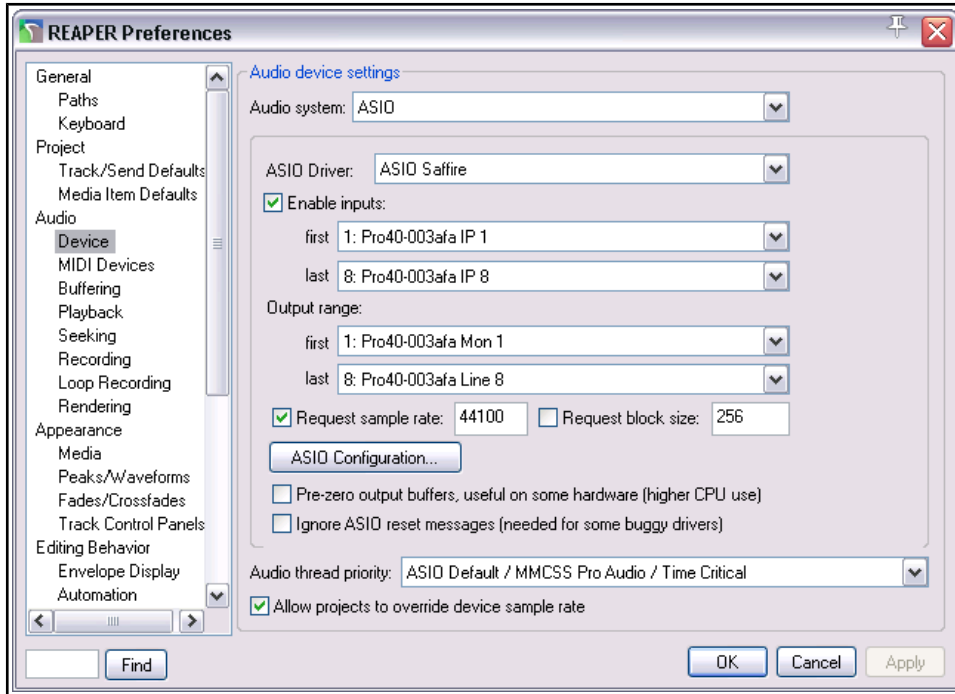 REAPER Preferences
General
Paths
Keyboard
Project
Track/Send Defaults
Media Item Defaults
Audio
Device
MIDI Devices
Buffering
Playback
Seeking
Recording
Loop Recording
Rendering
Appearance
Media
Peaks/Waveforms
Fades/Crossfades
Track Control Panels
Editing Behavior
Envelope Display
Automation
Find
Audio device settings
Audio system: ASIO
ASIO Driver: ASIO Saffire
Enable inputs:
first 1: Pro40-003afa IP 1
last 8: Pro40-003afa IP 8
Output range:
first 1: Pro40-003afa Mon 1
last 8: Pro40-003afa Line 8
Request sample rate: 44100 Request block size: 256
ASIO Configuration...
Pre-zero output buffers, useful on some hardware (higher CPU use)
Ignore ASIO reset messages (needed for some buggy drivers)
Audio thread priority: ASIO Default / MMCSS Pro Audio / Time Critical
Allow projects to override device sample rate
OK Cancel Apply